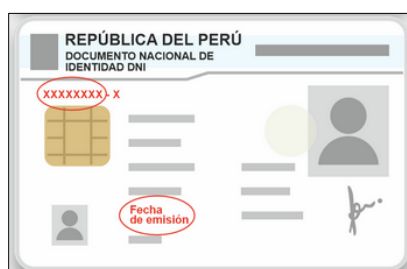 REPÚBLICA DEL PERÚ
DOCUMENTO NACIONAL DE
IDENTIDAD DNI
XXXXXXXX - X
Fecha
de emisión